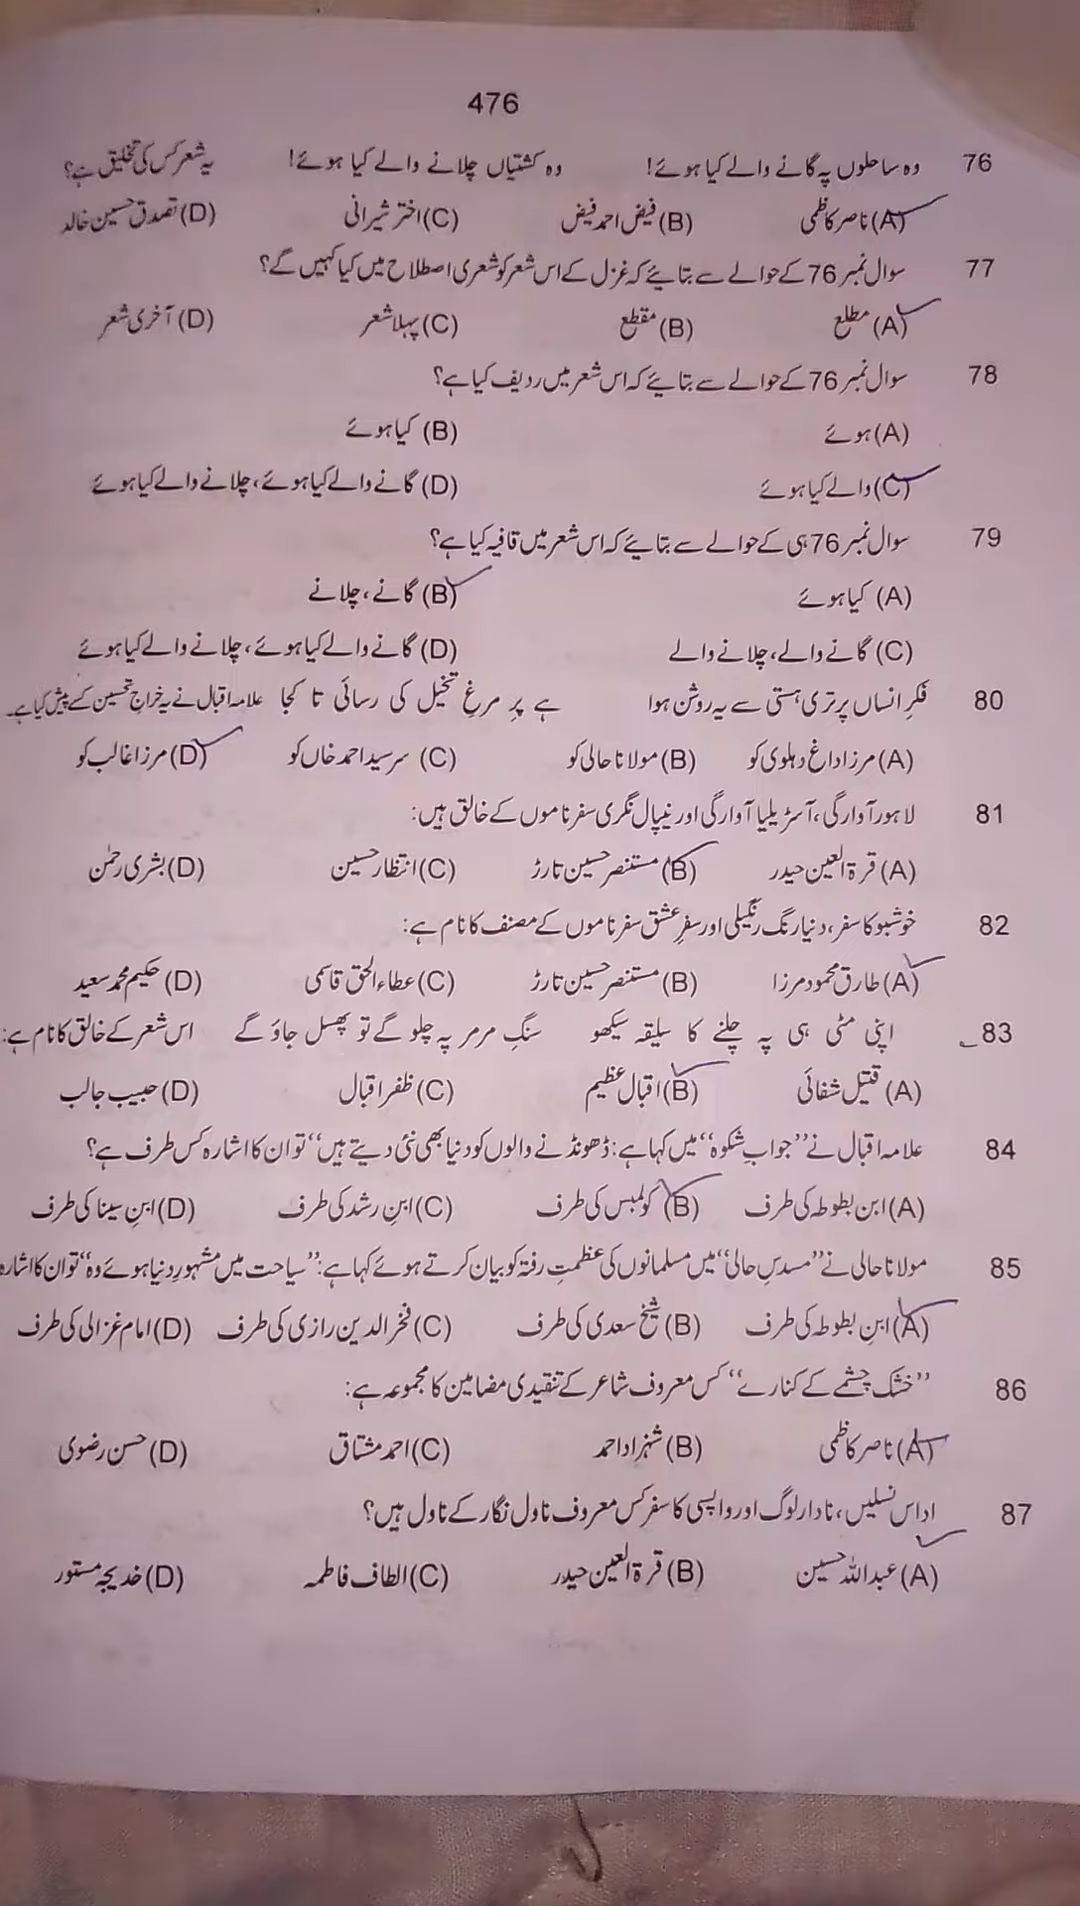 476
76 وہ ساحلوں پہ گانے والے کیا ہوئے! وہ کشتیاں چلانے والے کیا ہوئے! یہ شعر کس کی تخلیق ہے؟
(A) ناصر کاظمی (B) فیض احمد فیض (C) اختر شیرانی (D) تصدق حسین خالد
77 سوال نمبر 76 کے حوالے سے بتایئے کہ غزل کے اس شعر کو شعری اصطلاح میں کیا کہیں گے؟
(A) مطلع (B) مقطع (C) پہلا شعر (D) آخری شعر
78 سوال نمبر 76 کے حوالے سے بتایئے کہ اس شعر میں ردیف کیا ہے؟
(A) ہوئے (B) کیا ہوئے
(C) والے کیا ہوئے (D) گانے والے کیا ہوئے، چلانے والے کیا ہوئے
79 سوال نمبر 76 ہی کے حوالے سے بتایئے کہ اس شعر میں قافیہ کیا ہے؟
(A) کیا ہوئے (B) گانے، چلانے
(C) گانے والے، چلانے والے (D) گانے والے کیا ہوئے، چلانے والے کیا ہوئے
80 فکرِ انساں پر تری ہستی سے یہ روشن ہوا ہے پرِ مرغِ تخیل کی رسائی تا کجا علامہ اقبال نے یہ خراجِ تحسین کسے پیش کیا ہے۔
(A) مرزا داغ دہلوی کو (B) مولانا حالی کو (C) سرسید احمد خاں کو (D) مرزا غالب کو
81 لاہور آوارگی، آسٹریلیا آوارگی اور نیپال نگری سفرناموں کے خالق ہیں:
(A) قرۃ العین حیدر (B) مستنصر حسین تارڑ (C) انتظار حسین (D) بشری رحمٰن
82 خوشبو کا سفر، دنیا رنگ رنگیلی اور سفرِ عشق سفرناموں کے مصنف کا نام ہے:
(A) طارق محمود مرزا (B) مستنصر حسین تارڑ (C) عطاء الحق قاسمی (D) حکیم محمد سعید
83 اپنی مٹی ہی پہ چلنے کا سلیقہ سیکھو سنگِ مرمر پہ چلو گے تو پھسل جاؤ گے اس شعر کے خالق کا نام ہے:
(A) قتیل شفائی (B) اقبال عظیم (C) ظفر اقبال (D) حبیب جالب
84 علامہ اقبال نے ”جوابِ شکوہ“ میں کہا ہے: ڈھونڈنے والوں کو دنیا بھی نئی دیتے ہیں“ تو ان کا اشارہ کس طرف ہے؟
(A) ابن بطوطہ کی طرف (B) کولمبس کی طرف (C) ابنِ رشد کی طرف (D) ابنِ سینا کی طرف
85 مولانا حالی نے ”مسدسِ حالی“ میں مسلمانوں کی عظمتِ رفتہ کو بیان کرتے ہوئے کہا ہے: ”سیاحت میں مشہورِ دنیا ہوئے وہ“ تو ان کا اشارہ
(A) ابنِ بطوطہ کی طرف (B) شیخ سعدی کی طرف (C) فخر الدین رازی کی طرف (D) امام غزالی کی طرف
86 ”خشک چشمے کے کنارے“ کس معروف شاعر کے تنقیدی مضامین کا مجموعہ ہے:
(A) ناصر کاظمی (B) شہزاد احمد (C) احمد مشتاق (D) حسن رضوی
87 اداس نسلیں، نادار لوگ اور واپسی کا سفر کس معروف ناول نگار کے ناول ہیں؟
(A) عبداللہ حسین (B) قرۃ العین حیدر (C) الطاف فاطمہ (D) خدیجہ مستور